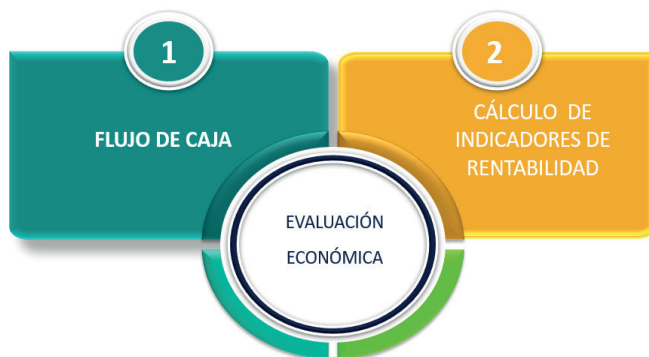 1
FLUJO DE CAJA
2
CÁLCULO DE
INDICADORES DE
RENTABILIDAD
EVALUACIÓN
ECONÓMICA